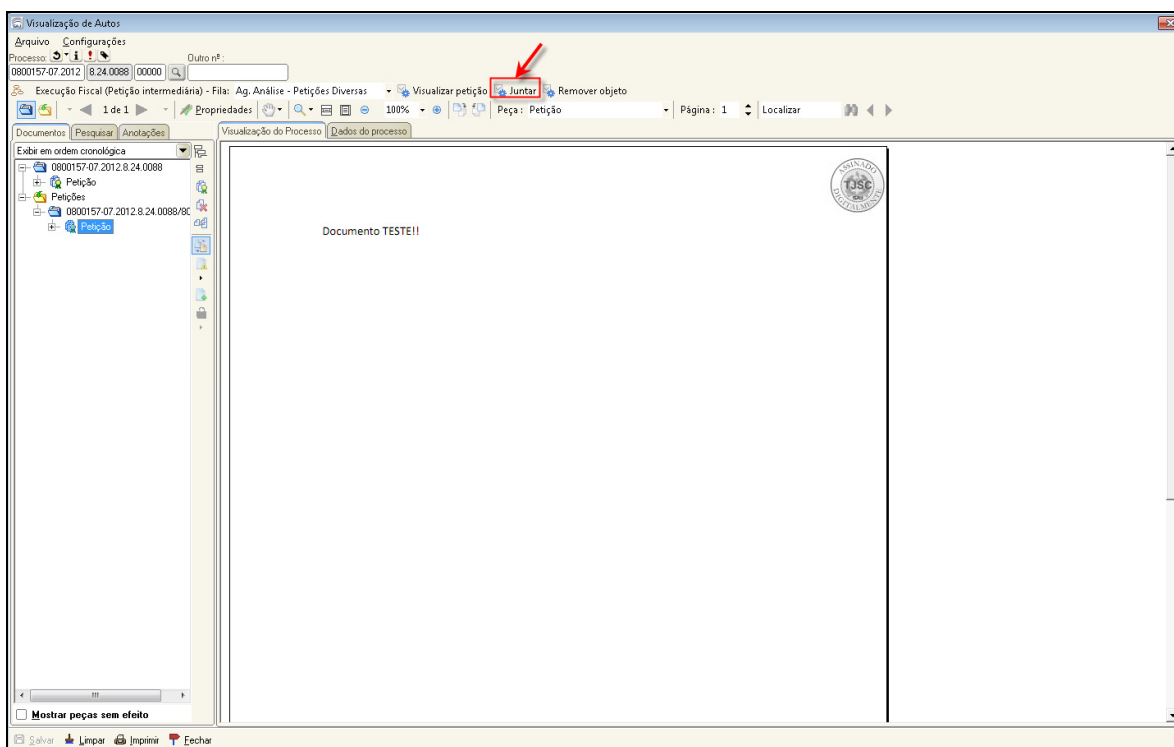 Visualização de Autos
Arquivo Configurações
Processo: Outro nº :
0800157-07.2012 8.24.0088 00000
Execução Fiscal (Petição intermediária) - Fila: Ag. Análise - Petições Diversas Visualizar petição Juntar Remover objeto
1 de 1 Propriedades 100% Peça : Petição Página : 1 Localizar
Documentos Pesquisar Anotações Visualização do Processo Dados do processo
Exibir em ordem cronológica
0800157-07.2012.8.24.0088
Petição
Petições
0800157-07.2012.8.24.0088/80
Petição
ASSINADO
TJSC
DIGITALMENTE
Documento TESTE!!
Mostrar peças sem efeito
Salvar Limpar Imprimir Fechar